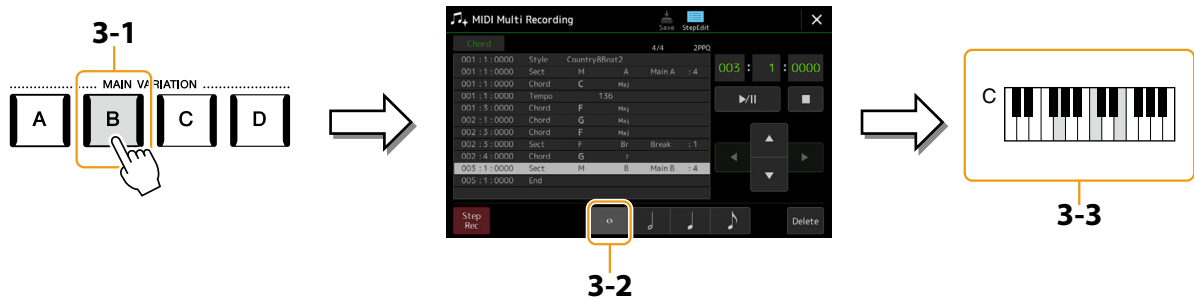 3-1
MAIN VARIATION
A B C D
MIDI Multi Recording
Save StepEdit
Chord 4/4 2PPQ
001 : 1 : 0000 Style Country8Beat2
001 : 1 : 0000 Sect M A Main A : 4
001 : 1 : 0000 Chord C Maj
001 : 1 : 0000 Tempo 136
001 : 3 : 0000 Chord F Maj
002 : 1 : 0000 Chord G Maj
002 : 3 : 0000 Chord F Maj
002 : 3 : 0000 Sect F Br Break : 1
002 : 4 : 0000 Chord G 7
003 : 1 : 0000 Sect M B Main B : 4
005 : 1 : 0000 End
003 : 1 : 0000
Step
Rec
Delete
3-2
C
3-3